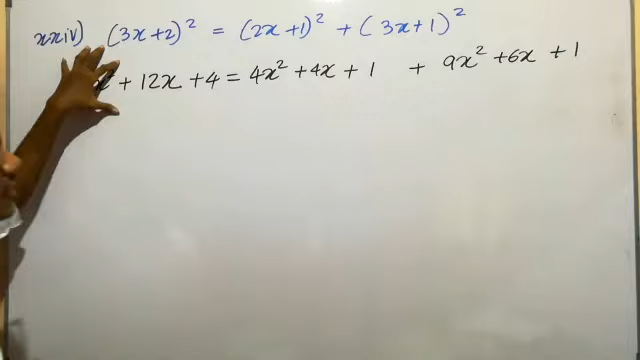 xxiv) (3x+2)² = (2x+1)² + (3x+1)²
+ 12x + 4 = 4x² + 4x + 1 + 9x² + 6x + 1